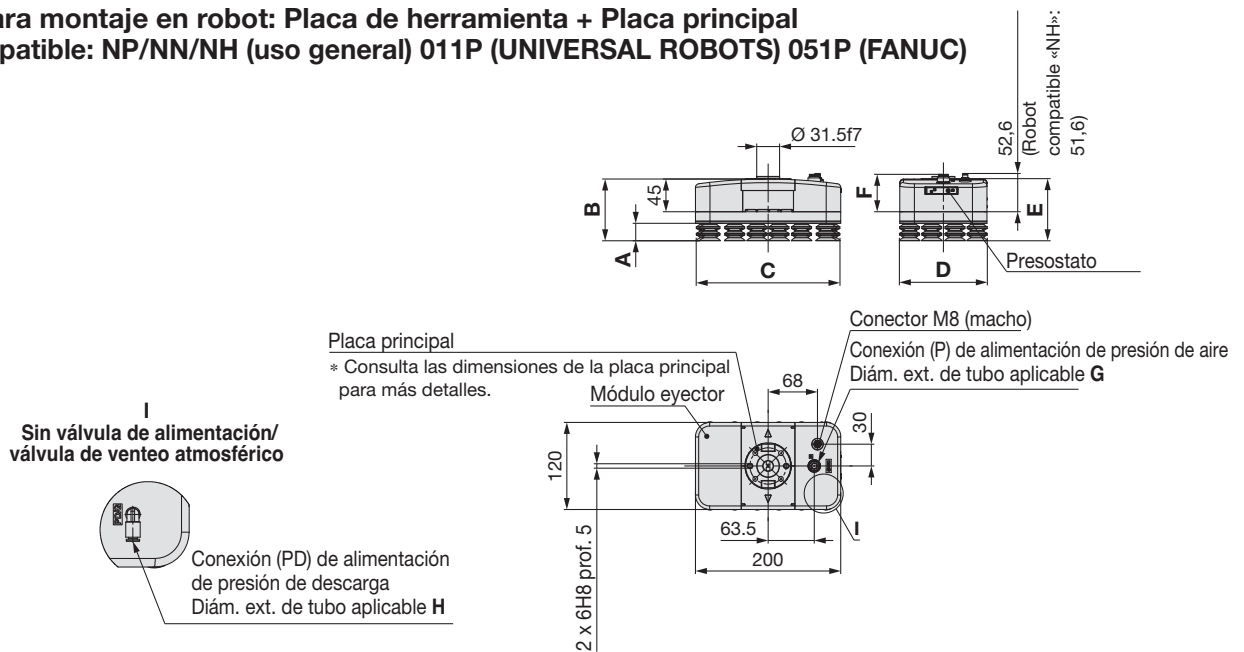 ara montaje en robot: Placa de herramienta + Placa principal
patible: NP/NN/NH (uso general) 011P (UNIVERSAL ROBOTS) 051P (FANUC)
Ø 31.5f7
52,6
(Robot
compatible «NH»:
51,6)
45
B
A
C
F
E
D
Presostato
Conector M8 (macho)
Placa principal
* Consulta las dimensiones de la placa principal
para más detalles.
Conexión (P) de alimentación de presión de aire
Diám. ext. de tubo aplicable G
Módulo eyector
68
30
120
63.5
200
I
2 x 6H8 prof. 5
I
Sin válvula de alimentación/
válvula de venteo atmosférico
PD/2
Conexión (PD) de alimentación
de presión de descarga
Diám. ext. de tubo aplicable H